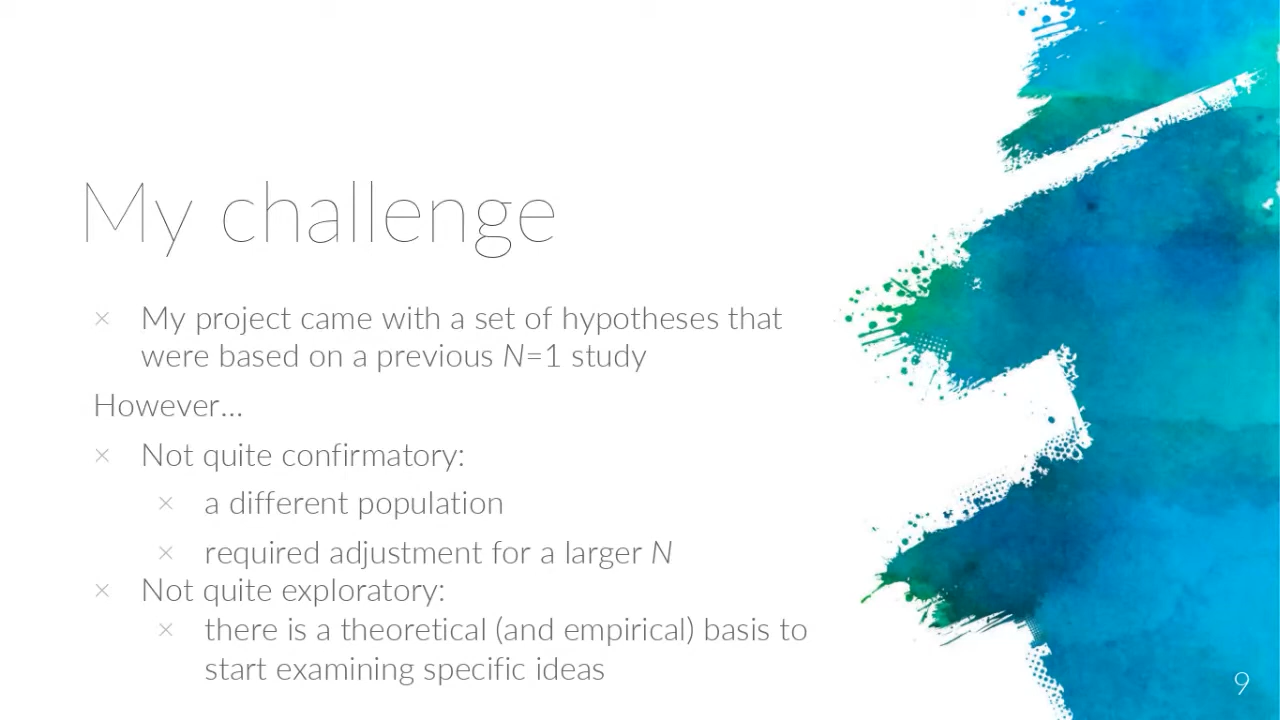 My challenge
× My project came with a set of hypotheses that
were based on a previous N=1 study
However…
× Not quite confirmatory:
× a different population
× required adjustment for a larger N
× Not quite exploratory:
× there is a theoretical (and empirical) basis to
start examining specific ideas
9